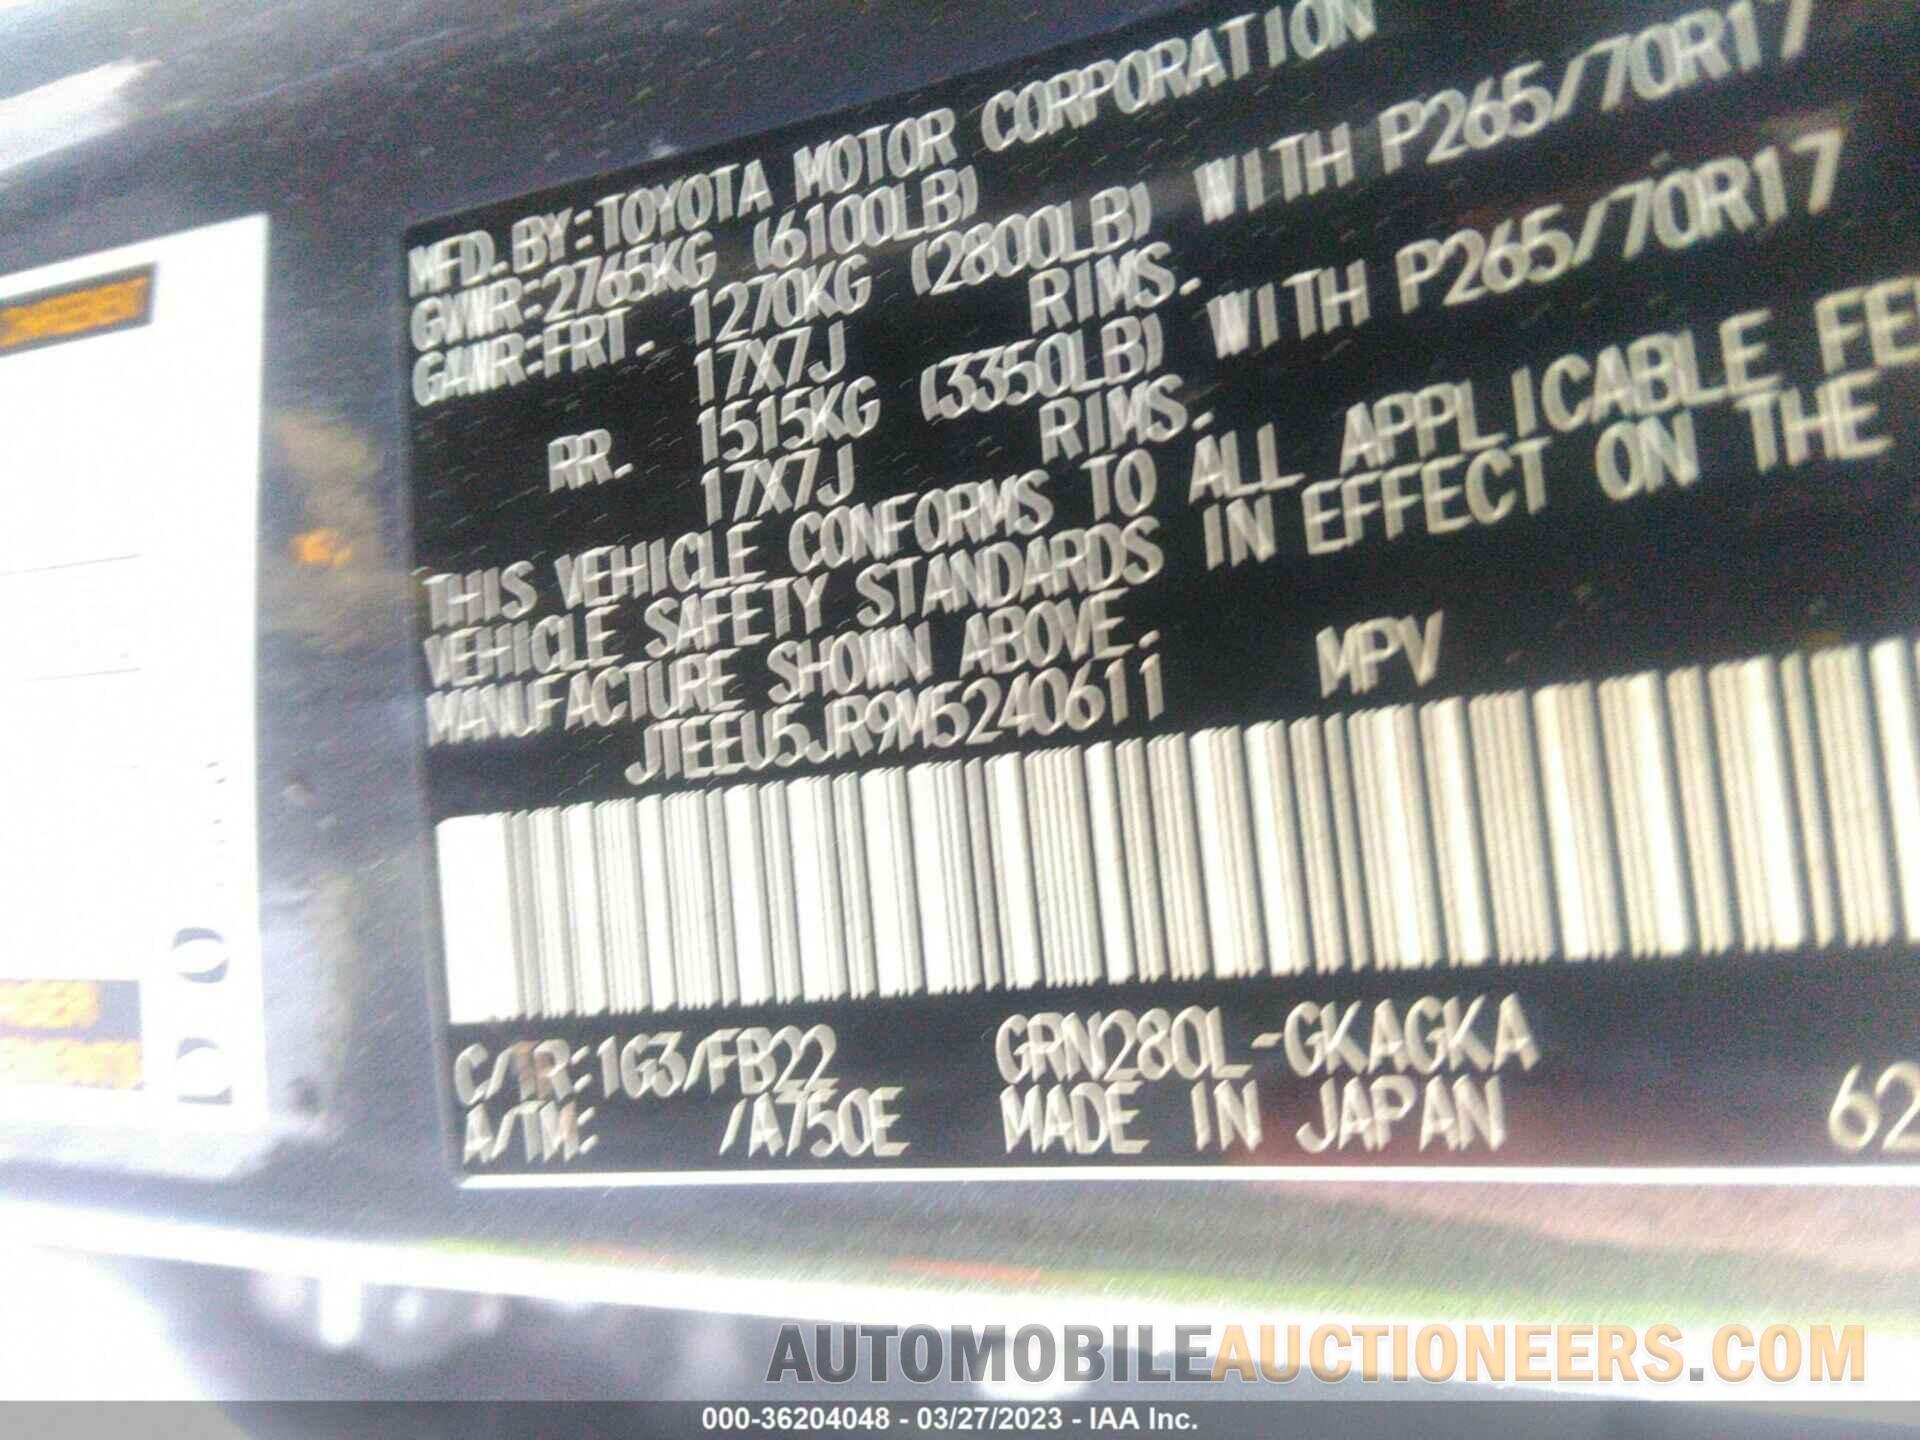 MFD.BY:TOYOTA MOTOR CORPORATION
GVWR:2765KG (6100LB)
GAWR:FRT. 1270KG (2800LB) WITH P265/70R17
17X7J RIMS.
RR. 1515KG (3350LB) WITH P265/70R17
17X7J RIMS.
THIS VEHICLE CONFORMS TO ALL APPLICABLE
VEHICLE SAFETY STANDARDS IN EFFECT ON THE
MANUFACTURE SHOWN ABOVE.
JTEEU5JR9M5240611 MPV
C/TR:1G3/FB22 GRN280L-GKAGKA
A/TM: /A750E MADE IN JAPAN 62
AUTOMOBILEAUCTIONEERS.COM
000-36204048 - 03/27/2023 - IAA Inc.